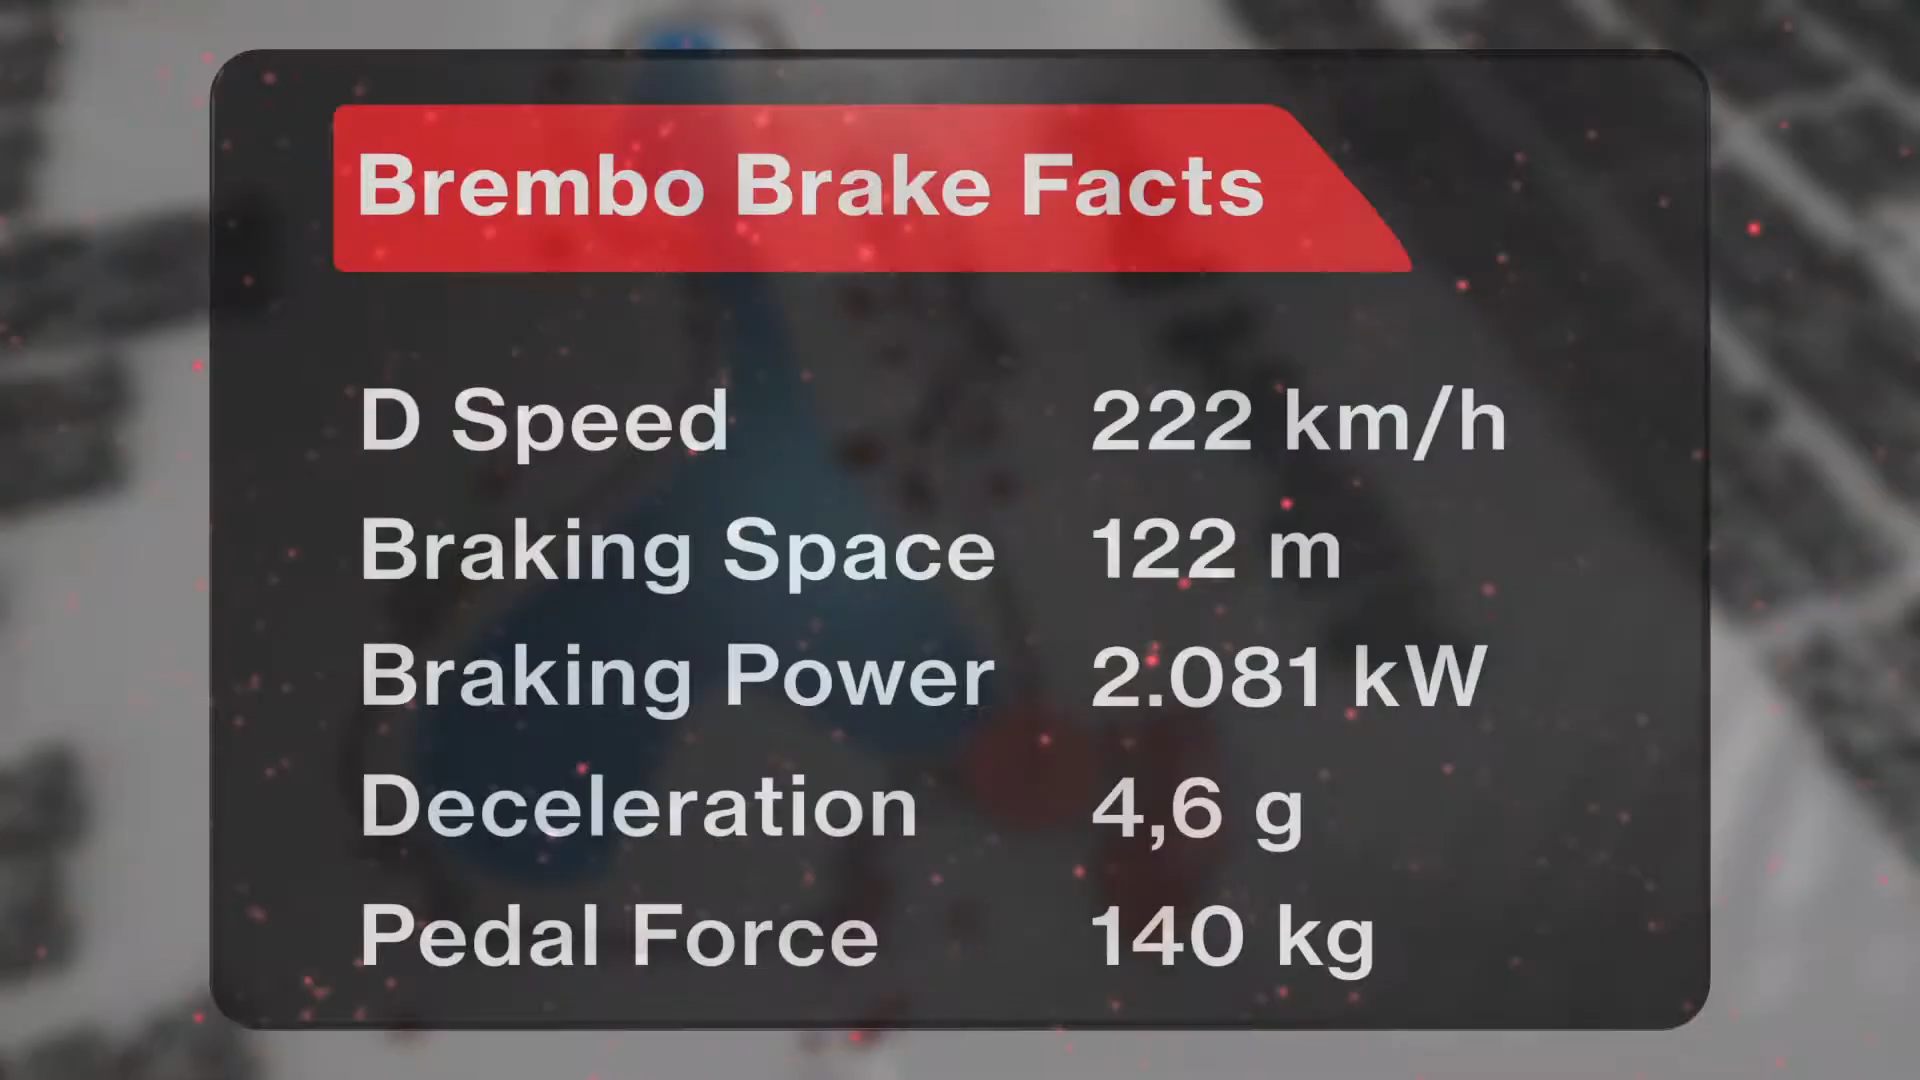 Brembo Brake Facts
D Speed 222 km/h
Braking Space 122 m
Braking Power 2.081 kW
Deceleration 4,6 g
Pedal Force 140 kg